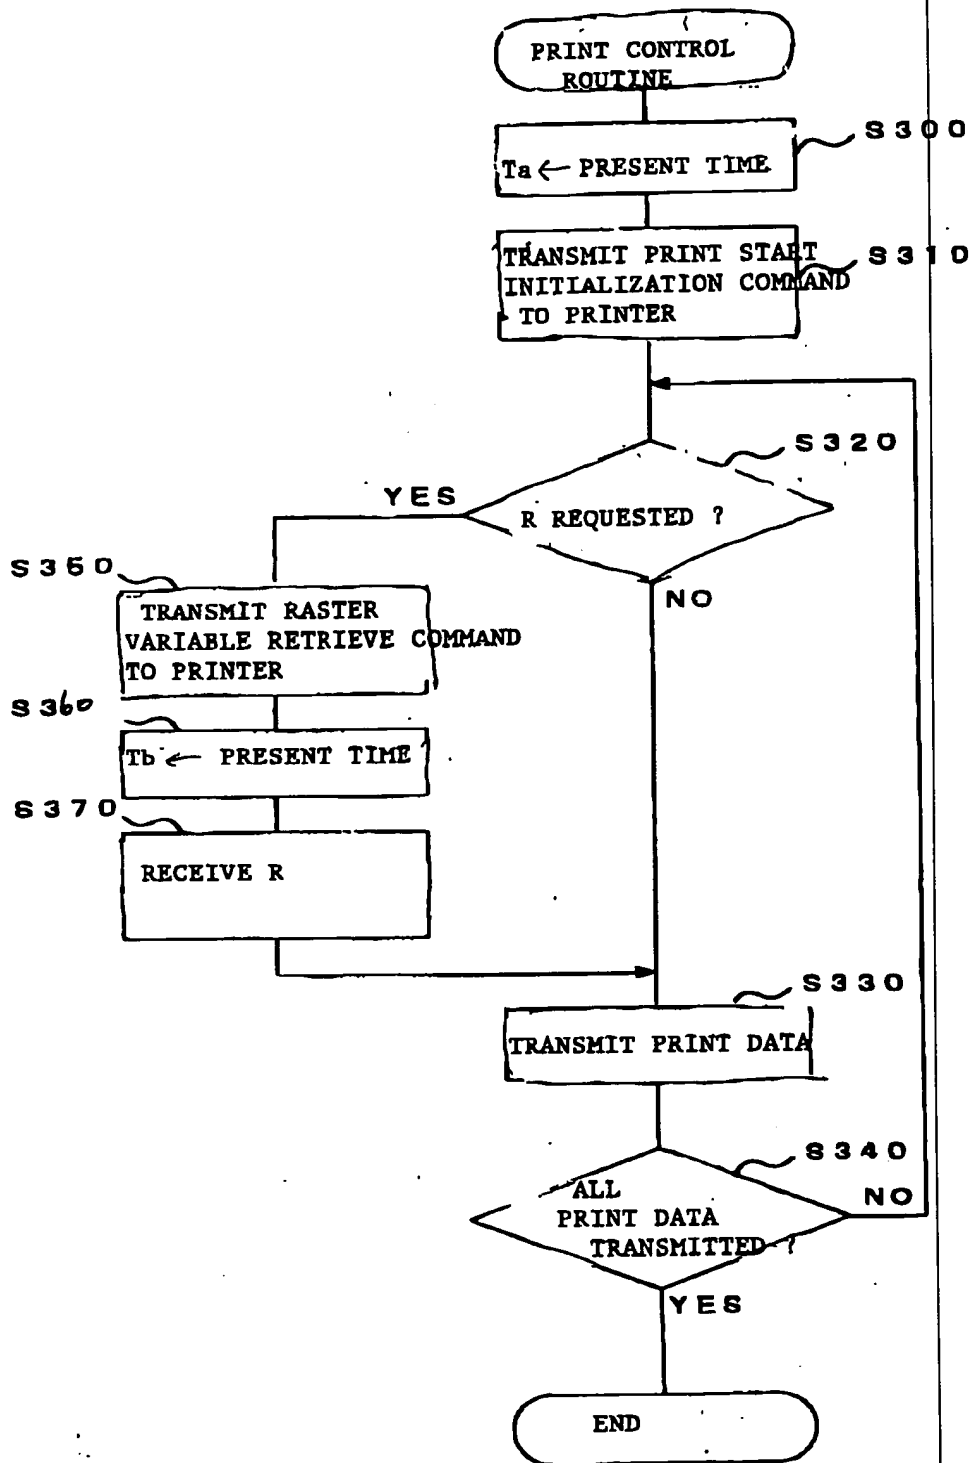 PRINT CONTROL
ROUTINE
S300
Ta ← PRESENT TIME
S310
TRANSMIT PRINT START
INITIALIZATION COMMAND
TO PRINTER
S320
YES
R REQUESTED ?
NO
S350
TRANSMIT RASTER
VARIABLE RETRIEVE COMMAND
TO PRINTER
S360
Tb ← PRESENT TIME
S370
RECEIVE R
S330
TRANSMIT PRINT DATA
S340
ALL
PRINT DATA
TRANSMITTED ?
NO
YES
END